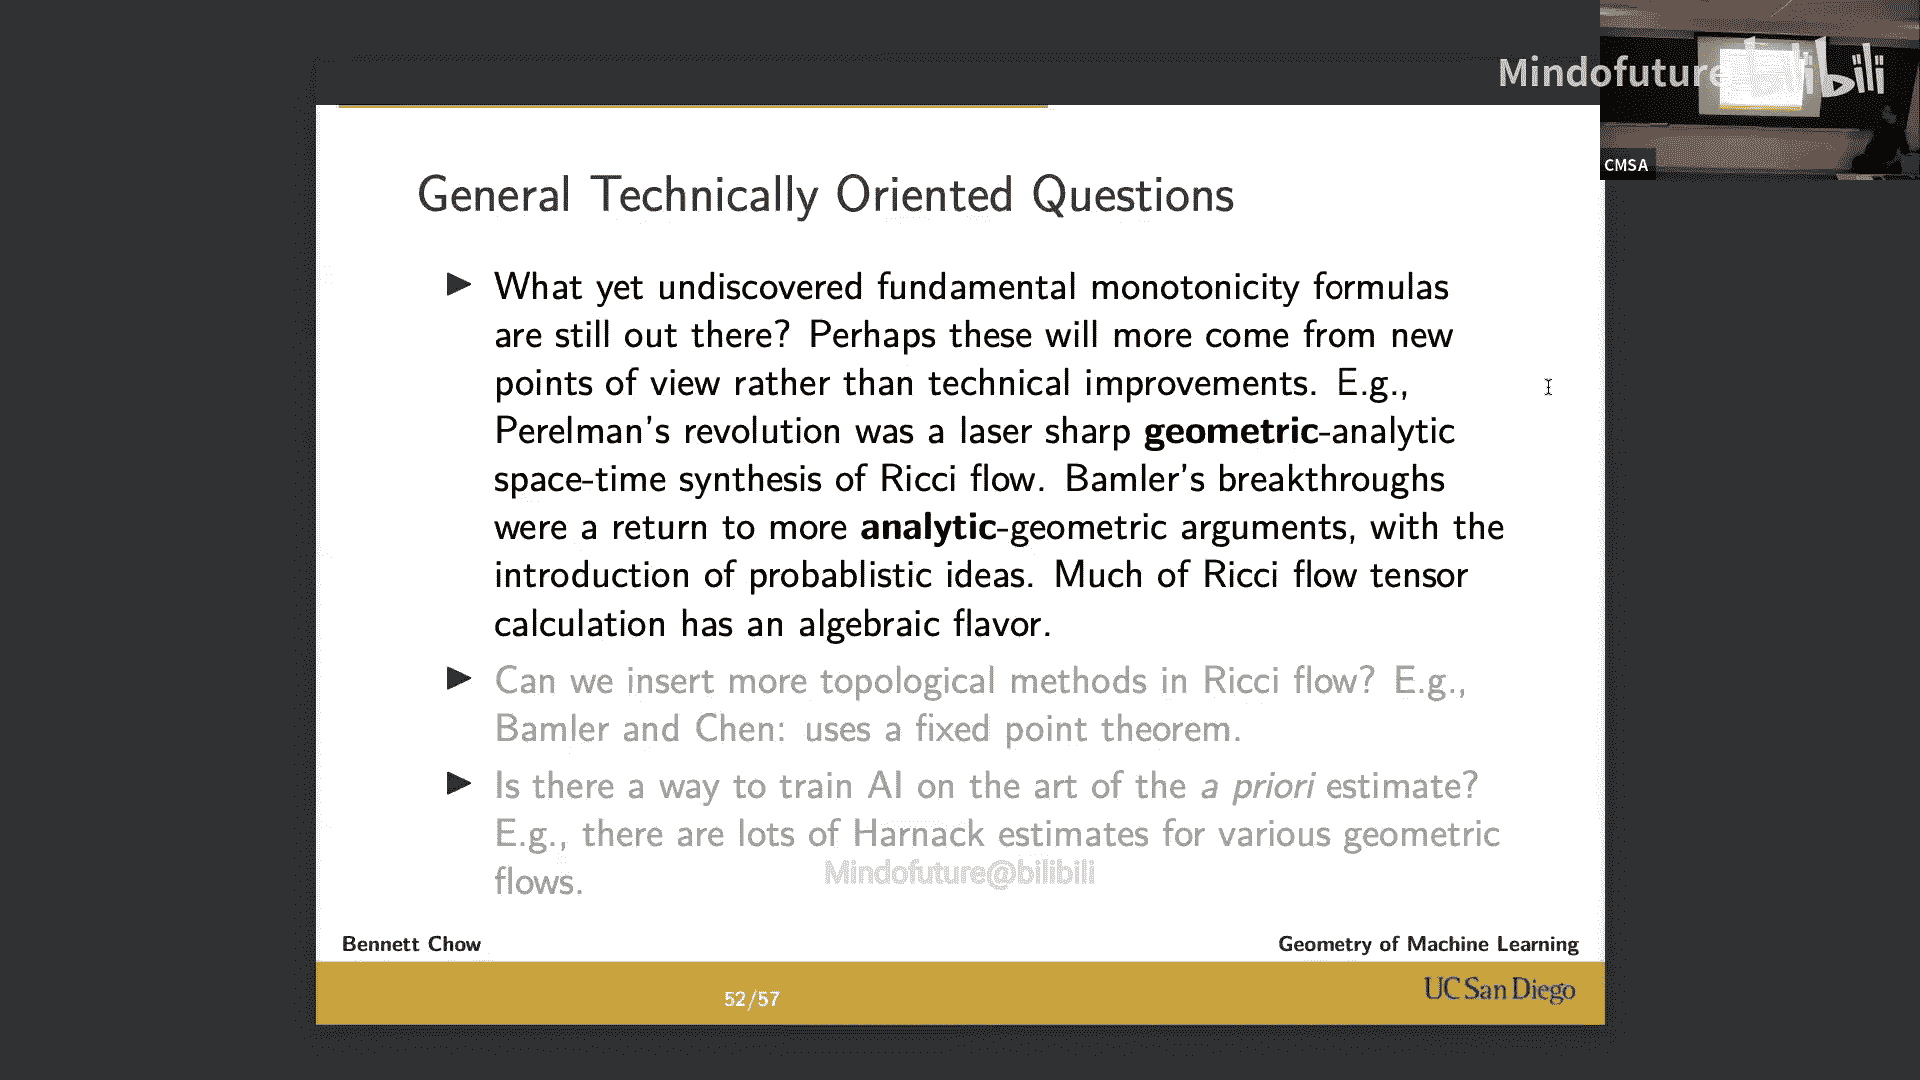 Mindofuture bilibili
CMSA
General Technically Oriented Questions
What yet undiscovered fundamental monotonicity formulas
are still out there? Perhaps these will more come from new
points of view rather than technical improvements. E.g.,
Perelman's revolution was a laser sharp geometric-analytic
space-time synthesis of Ricci flow. Bamler's breakthroughs
were a return to more analytic-geometric arguments, with the
introduction of probablistic ideas. Much of Ricci flow tensor
calculation has an algebraic flavor.
Can we insert more topological methods in Ricci flow? E.g.,
Bamler and Chen: uses a fixed point theorem.
Is there a way to train AI on the art of the a priori estimate?
E.g., there are lots of Harnack estimates for various geometric
flows.
Mindofuture@bilibili
Bennett Chow
Geometry of Machine Learning
52/57
UC San Diego